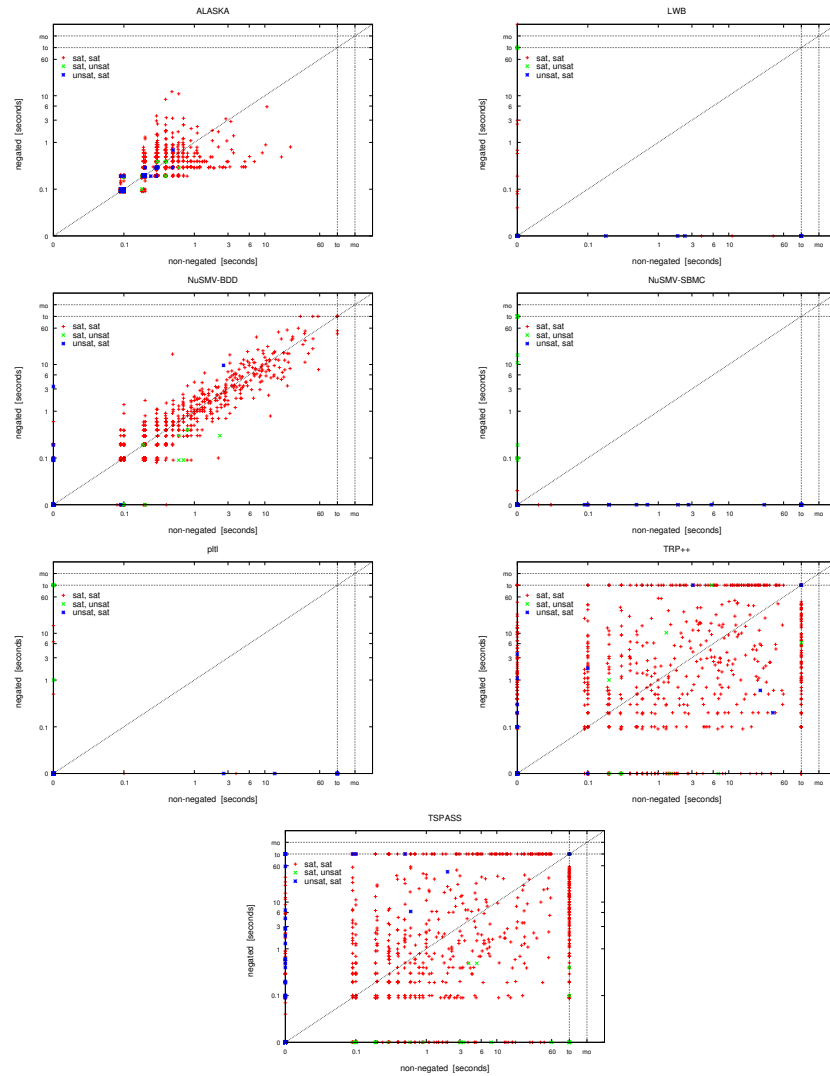 ALASKA
mo
to
60
10
6
3
1
0.1
0
sat, sat
sat, unsat
unsat, sat
negated [seconds]
0 0.1 1 3 6 10 60 to mo
non-negated [seconds]
LWB
mo
to
60
10
6
3
1
0.1
0
sat, sat
sat, unsat
unsat, sat
negated [seconds]
0 0.1 1 3 6 10 60 to mo
non-negated [seconds]
NuSMV-BDD
mo
to
60
10
6
3
1
0.1
0
sat, sat
sat, unsat
unsat, sat
negated [seconds]
0 0.1 1 3 6 10 60 to mo
non-negated [seconds]
NuSMV-SBMC
mo
to
60
10
6
3
1
0.1
0
sat, sat
sat, unsat
unsat, sat
negated [seconds]
0 0.1 1 3 6 10 60 to mo
non-negated [seconds]
pltl
mo
to
60
10
6
3
1
0.1
0
sat, sat
sat, unsat
unsat, sat
negated [seconds]
0 0.1 1 3 6 10 60 to mo
non-negated [seconds]
TRP++
mo
to
60
10
6
3
1
0.1
0
sat, sat
sat, unsat
unsat, sat
negated [seconds]
0 0.1 1 3 6 10 60 to mo
non-negated [seconds]
TSPASS
mo
to
60
10
6
3
1
0.1
0
sat, sat
sat, unsat
unsat, sat
negated [seconds]
0 0.1 1 3 6 10 60 to mo
non-negated [seconds]